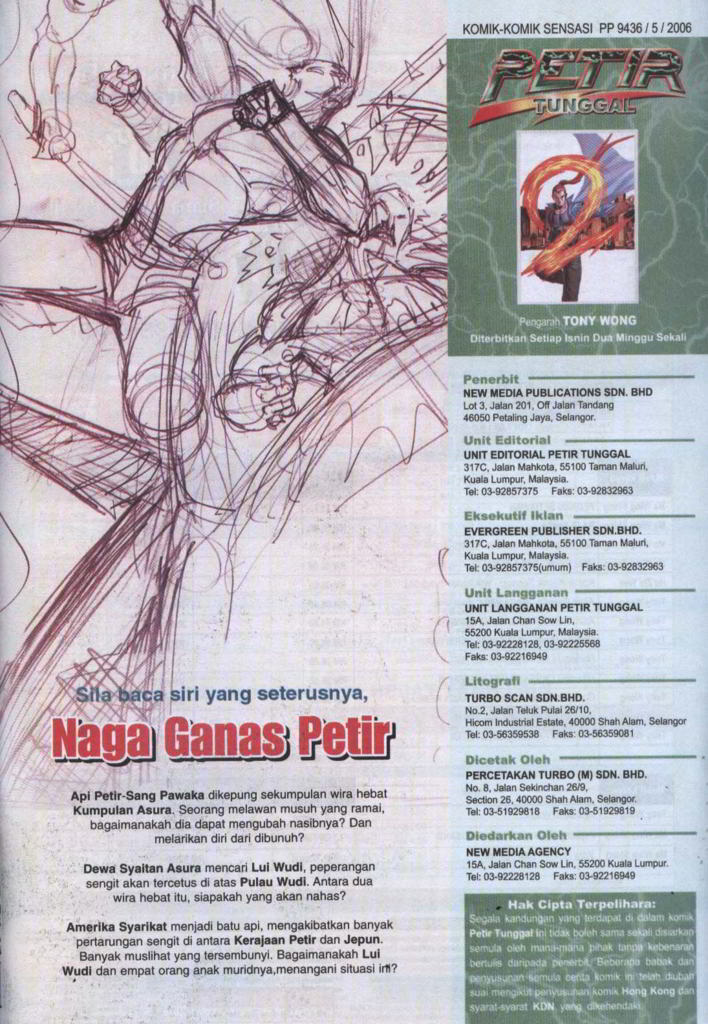 KOMIK-KOMIK SENSASI PP 9436 / 5 / 2006
PETIR
TUNGGAL
Pengarah TONY WONG
Diterbitkan Setiap Isnin Dua Minggu Sekali
Penerbit
NEW MEDIA PUBLICATIONS SDN. BHD
Lot 3, Jalan 201, Off Jalan Tandang
46050 Petaling Jaya, Selangor.
Unit Editorial
UNIT EDITORIAL PETIR TUNGGAL
317C, Jalan Mahkota, 55100 Taman Maluri,
Kuala Lumpur, Malaysia.
Tel: 03-92857375 Faks: 03-92832963
Eksekutif Iklan
EVERGREEN PUBLISHER SDN.BHD.
317C, Jalan Mahkota, 55100 Taman Maluri,
Kuala Lumpur, Malaysia.
Tel: 03-92857375(umum) Faks: 03-92832963
Unit Langganan
UNIT LANGGANAN PETIR TUNGGAL
15A, Jalan Chan Sow Lin,
55200 Kuala Lumpur, Malaysia.
Tel: 03-92228128, 03-92225568
Faks: 03-92216949
Litografi
TURBO SCAN SDN.BHD.
No.2, Jalan Teluk Pulai 26/10,
Hicom Industrial Estate, 40000 Shah Alam, Selangor
Tel: 03-56359538 Faks: 03-56359081
Dicetak Oleh
PERCETAKAN TURBO (M) SDN. BHD.
No. 8, Jalan Sekinchan 26/9,
Section 26, 40000 Shah Alam, Selangor.
Tel: 03-51929818 Faks: 03-51929819
Diedarkan Oleh
NEW MEDIA AGENCY
15A, Jalan Chan Sow Lin, 55200 Kuala Lumpur.
Tel: 03-92228128 Faks: 03-92216949
Hak Cipta Terpelihara:
Segala kandungan yang terdapat di dalam komik
Petir Tunggal ini tidak boleh sama sekali disiarkan
semula oleh mana-mana pihak tanpa kebenaran
bertulis daripada penerbit. Beberapa babak dan
penyusunan semula cerita komik ini telah diubah
suai mengikut penyusunan komik Hong Kong dan
syarat-syarat KDN yang dikehendaki.
Sila baca siri yang seterusnya,
Naga Ganas Petir
Api Petir-Sang Pawaka dikepung sekumpulan wira hebat
Kumpulan Asura. Seorang melawan musuh yang ramai,
bagaimanakah dia dapat mengubah nasibnya? Dan
melarikan diri dari dibunuh?
Dewa Syaitan Asura mencari Lui Wudi, peperangan
sengit akan tercetus di atas Pulau Wudi. Antara dua
wira hebat itu, siapakah yang akan nahas?
Amerika Syarikat menjadi batu api, mengakibatkan banyak
pertarungan sengit di antara Kerajaan Petir dan Jepun.
Banyak muslihat yang tersembunyi. Bagaimanakah Lui
Wudi dan empat orang anak muridnya,menangani situasi ini?